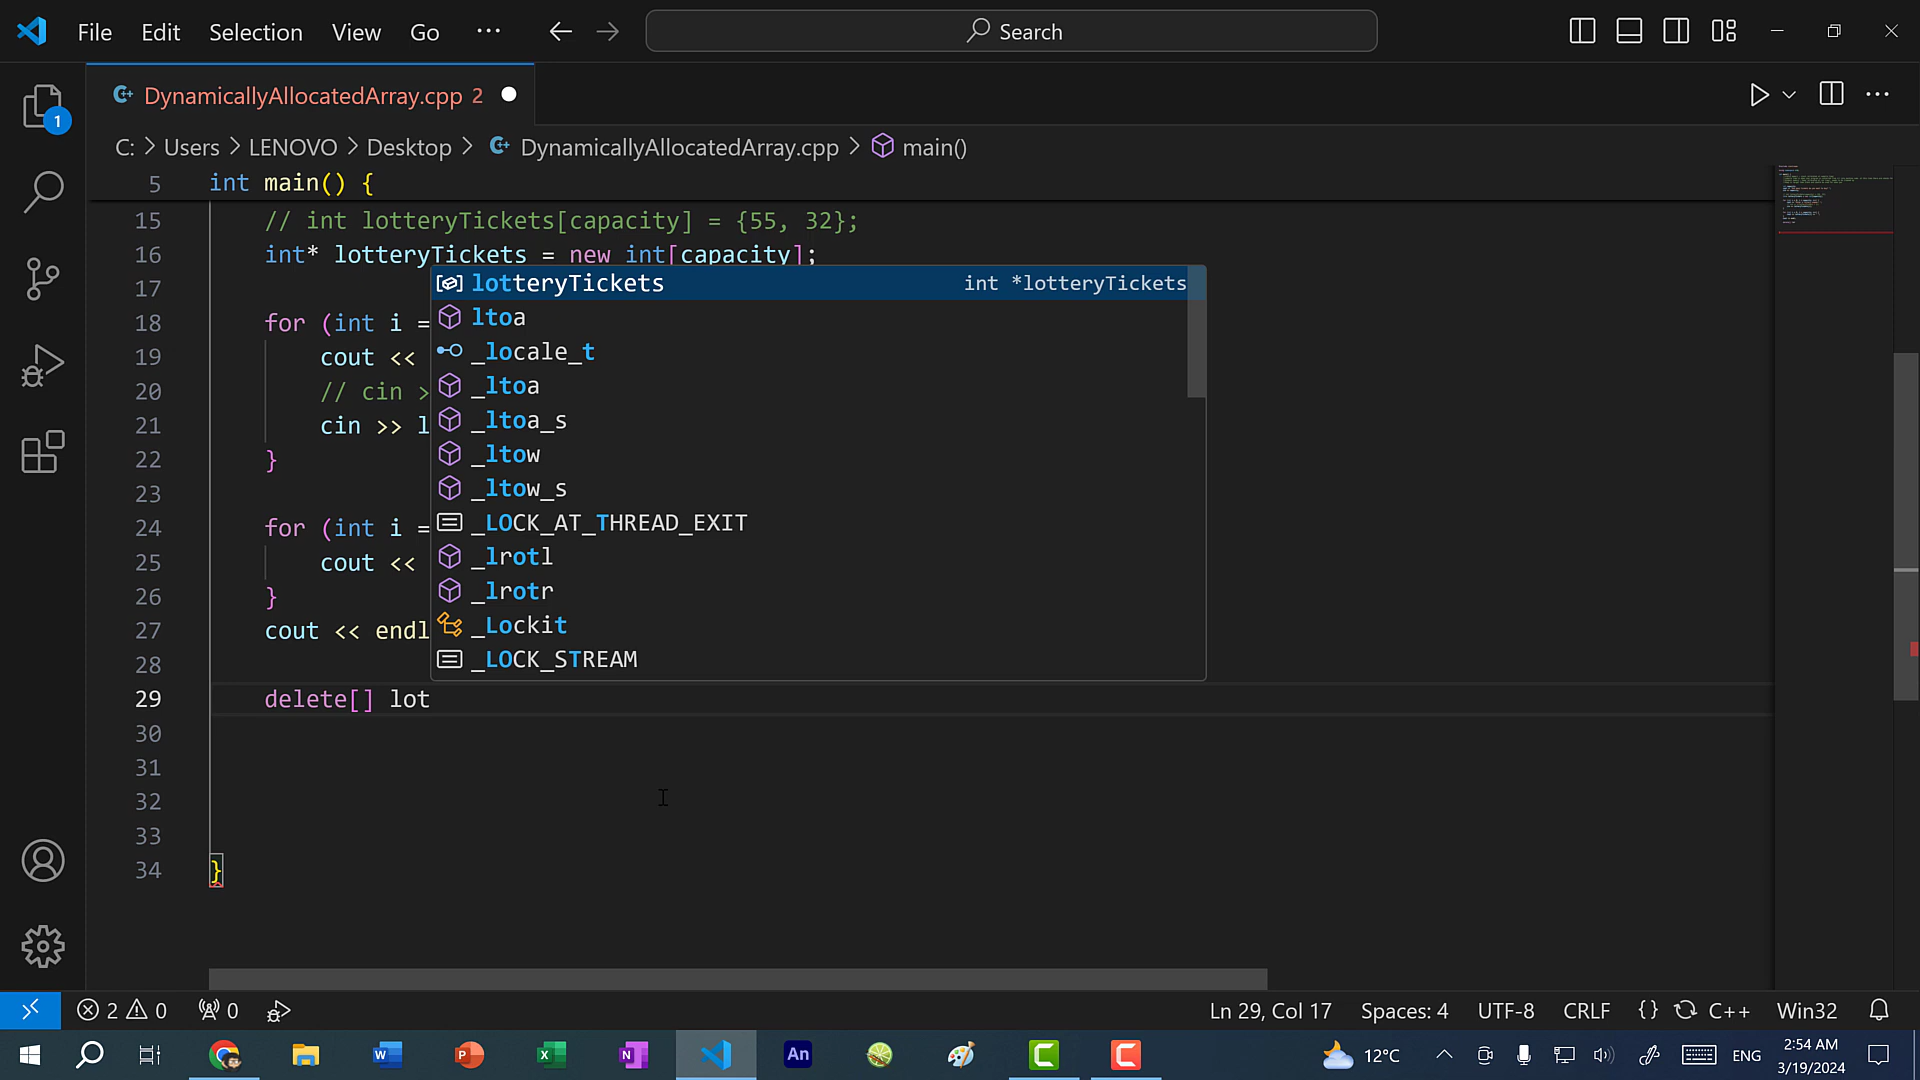 File Edit Selection View Go ··· Search
DynamicallyAllocatedArray.cpp 2
1
C: > Users > LENOVO > Desktop > DynamicallyAllocatedArray.cpp > main()
5 int main() {
15 // int lotteryTickets[capacity] = {55, 32};
16 int* lotteryTickets = new int[capacity];
lotteryTickets int *lotteryTickets
17
ltoa
18 for (int i =
_locale_t
19 cout <<
_ltoa
20 // cin >
_ltoa_s
21 cin >> l
_ltow
22 }
_ltow_s
23
_LOCK_AT_THREAD_EXIT
24 for (int i =
_lrotl
25 cout <<
_lrotr
26 }
_Lockit
27 cout << endl
_LOCK_STREAM
28
29 delete[] lot
30
31
32
33
34 }
2 0 0 Ln 29, Col 17 Spaces: 4 UTF-8 CRLF {} C++ Win32
W P X N An 12°C ENG 2:54 AM
3/19/2024